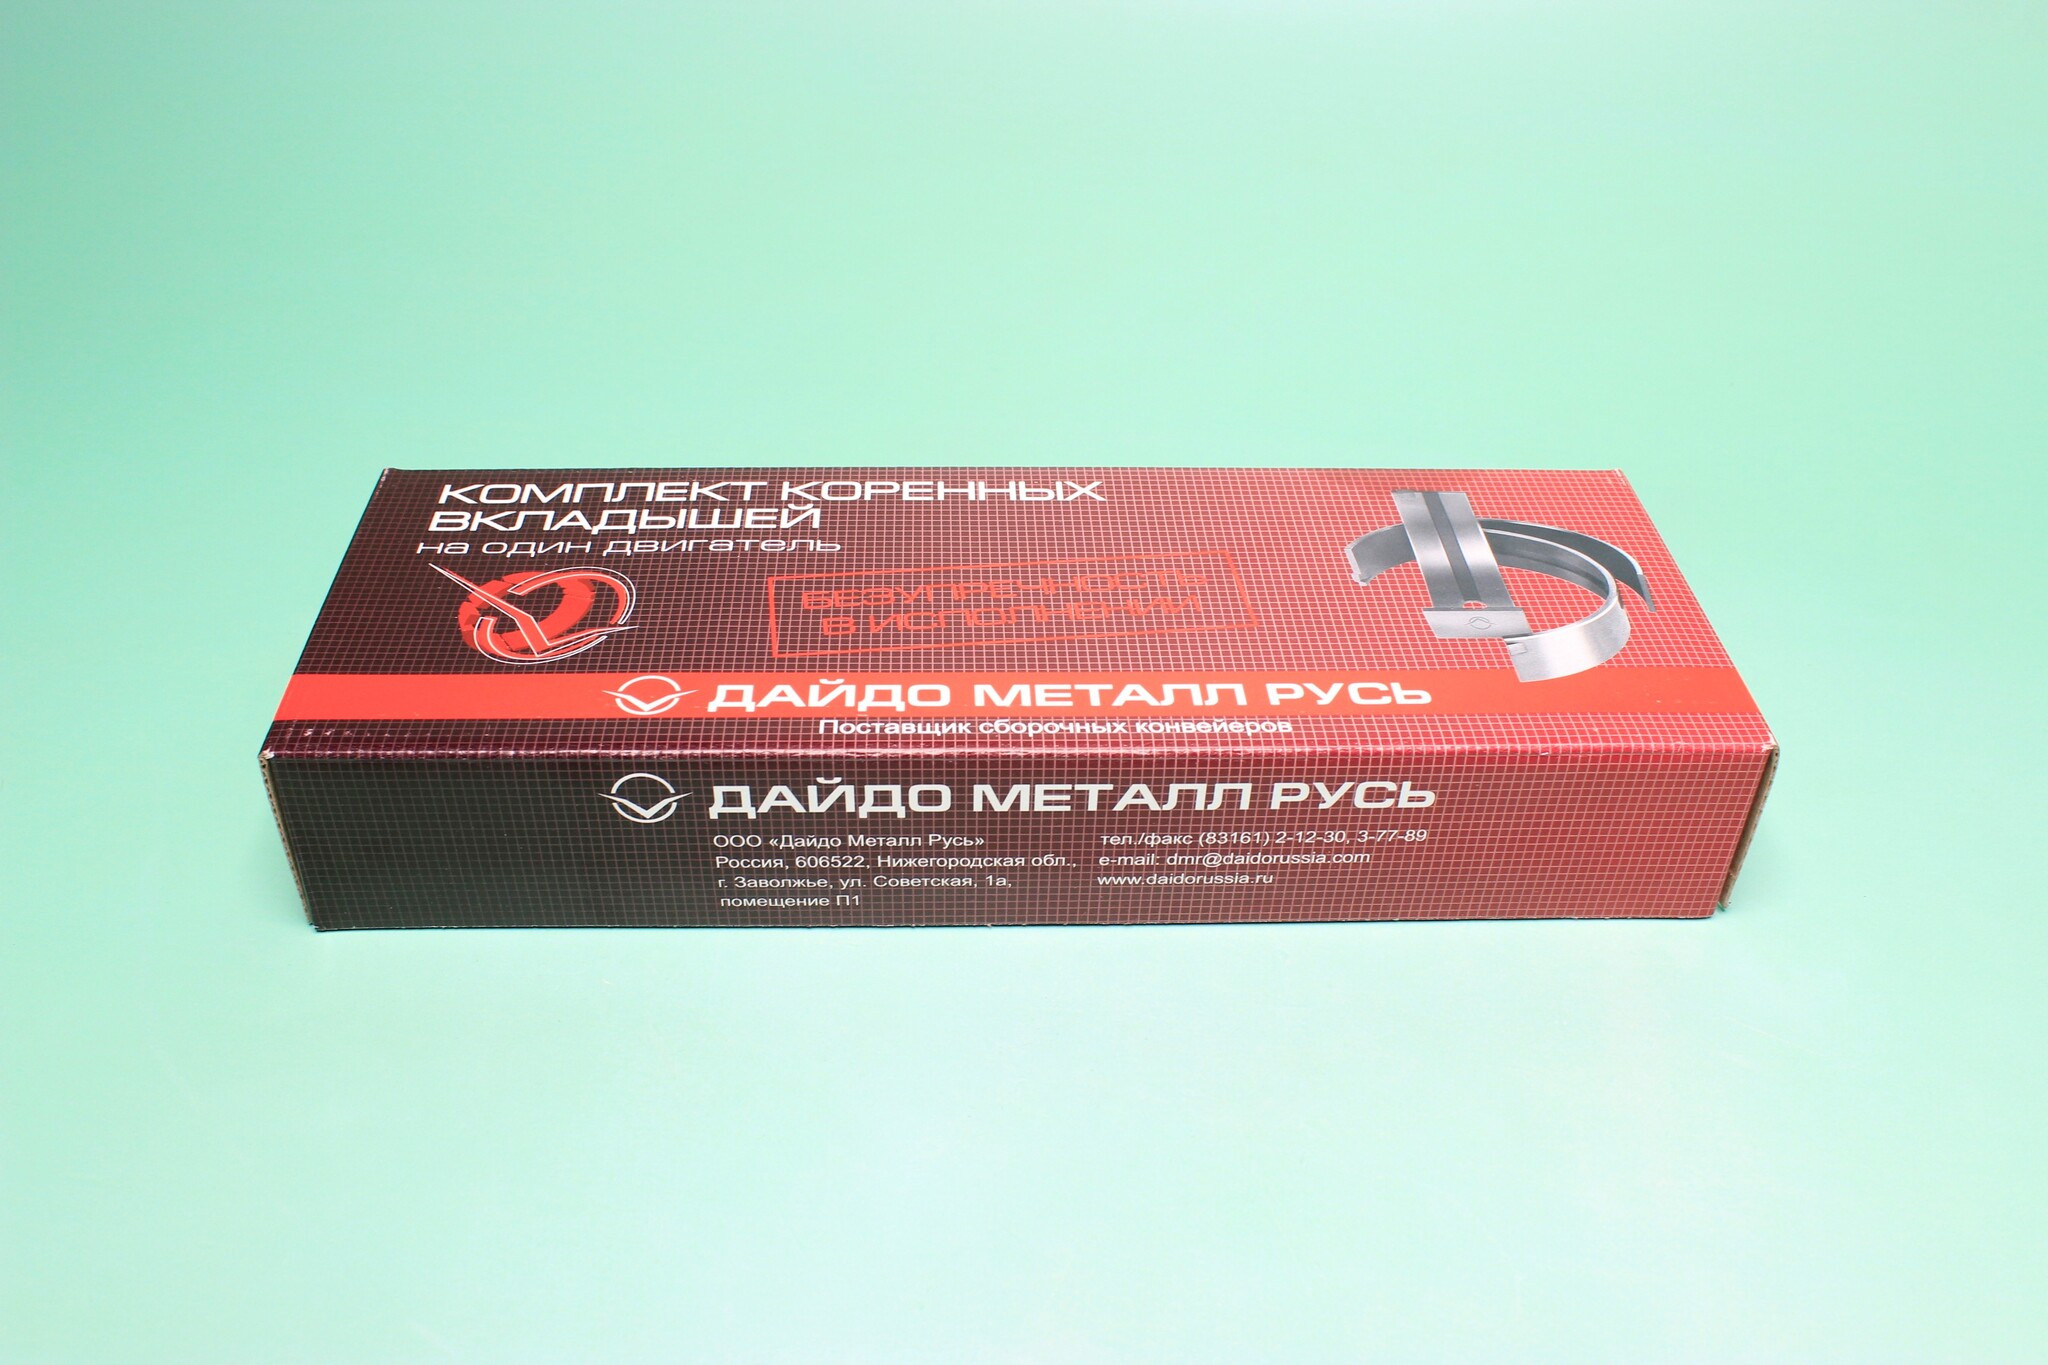 КОМПЛЕКТ КОРЕННЫХ
ВКЛАДЫШЕЙ
на один двигатель
БЕЗУПРЕЧНОСТЬ
В ИСПОЛНЕНИИ
ДАЙДО МЕТАЛЛ РУСЬ
Поставщик сборочных конвейеров
ДАЙДО МЕТАЛЛ РУСЬ
ООО «Дайдо Металл Русь»
Россия, 606522, Нижегородская обл.,
г. Заволжье, ул. Советская, 1а,
помещение П1
тел./факс (83161) 2-12-30, 3-77-89
e-mail: dmr@daidorussia.com
www.daidorussia.ru